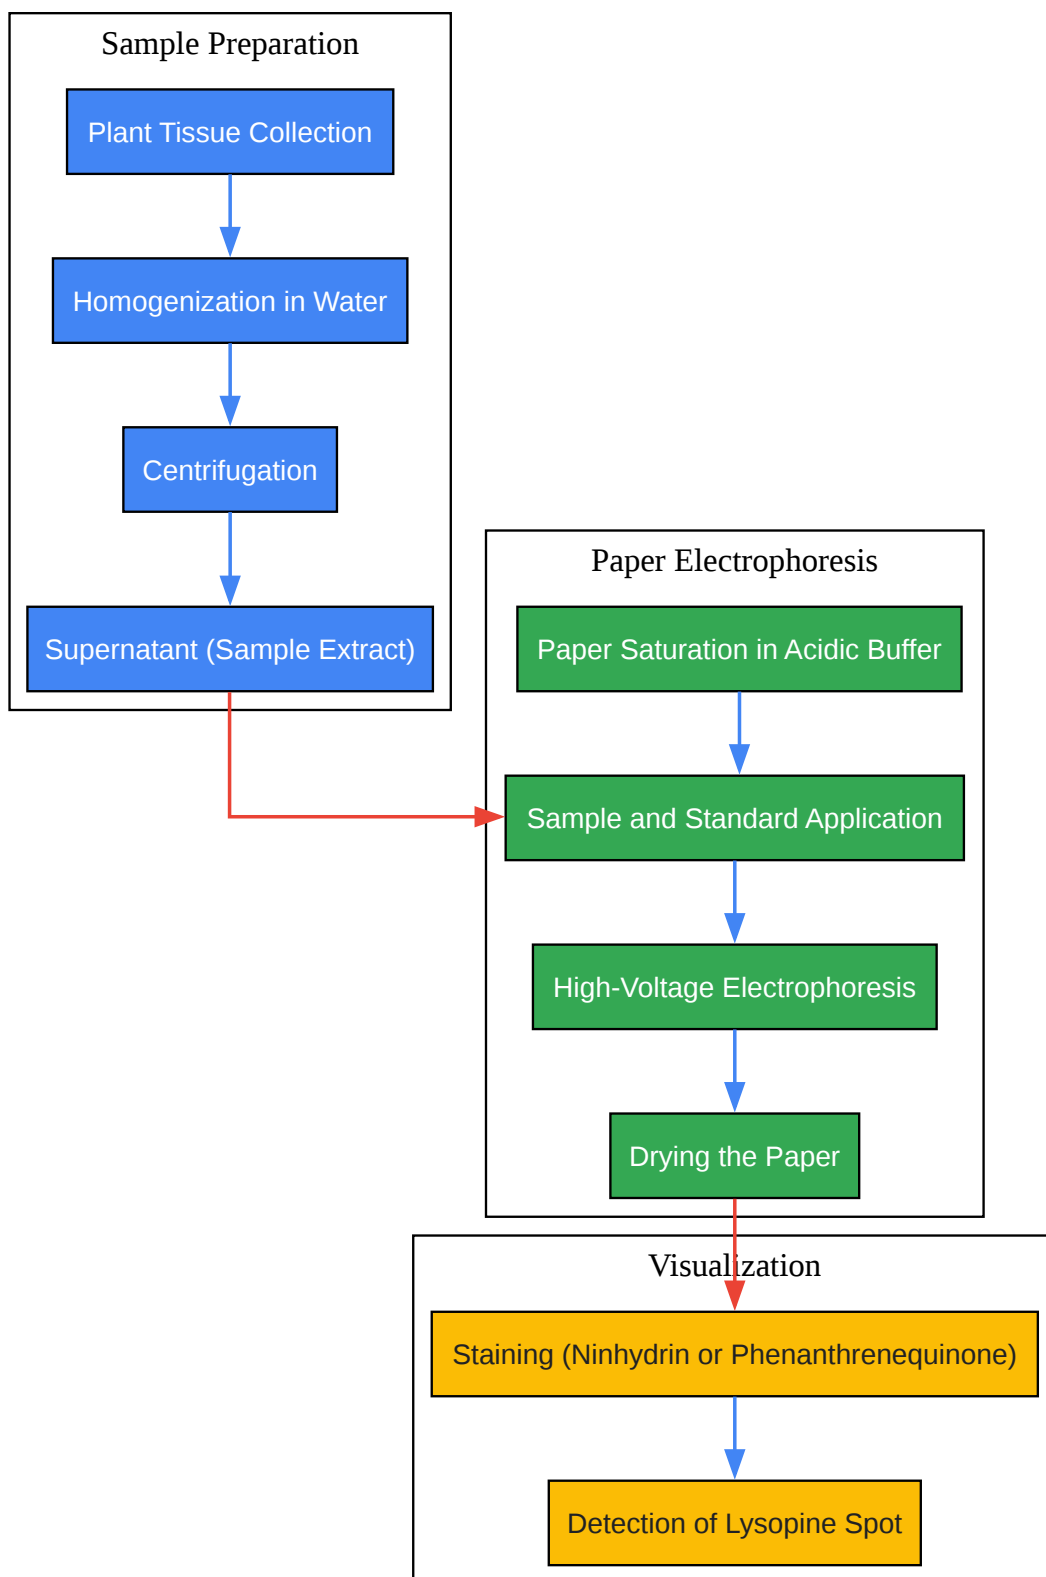 Sample Preparation
Plant Tissue Collection
Homogenization in Water
Centrifugation
Supernatant (Sample Extract)
Paper Electrophoresis
Paper Saturation in Acidic Buffer
Sample and Standard Application
High-Voltage Electrophoresis
Drying the Paper
Visualization
Staining (Ninhydrin or Phenanthrenequinone)
Detection of Lysopine Spot